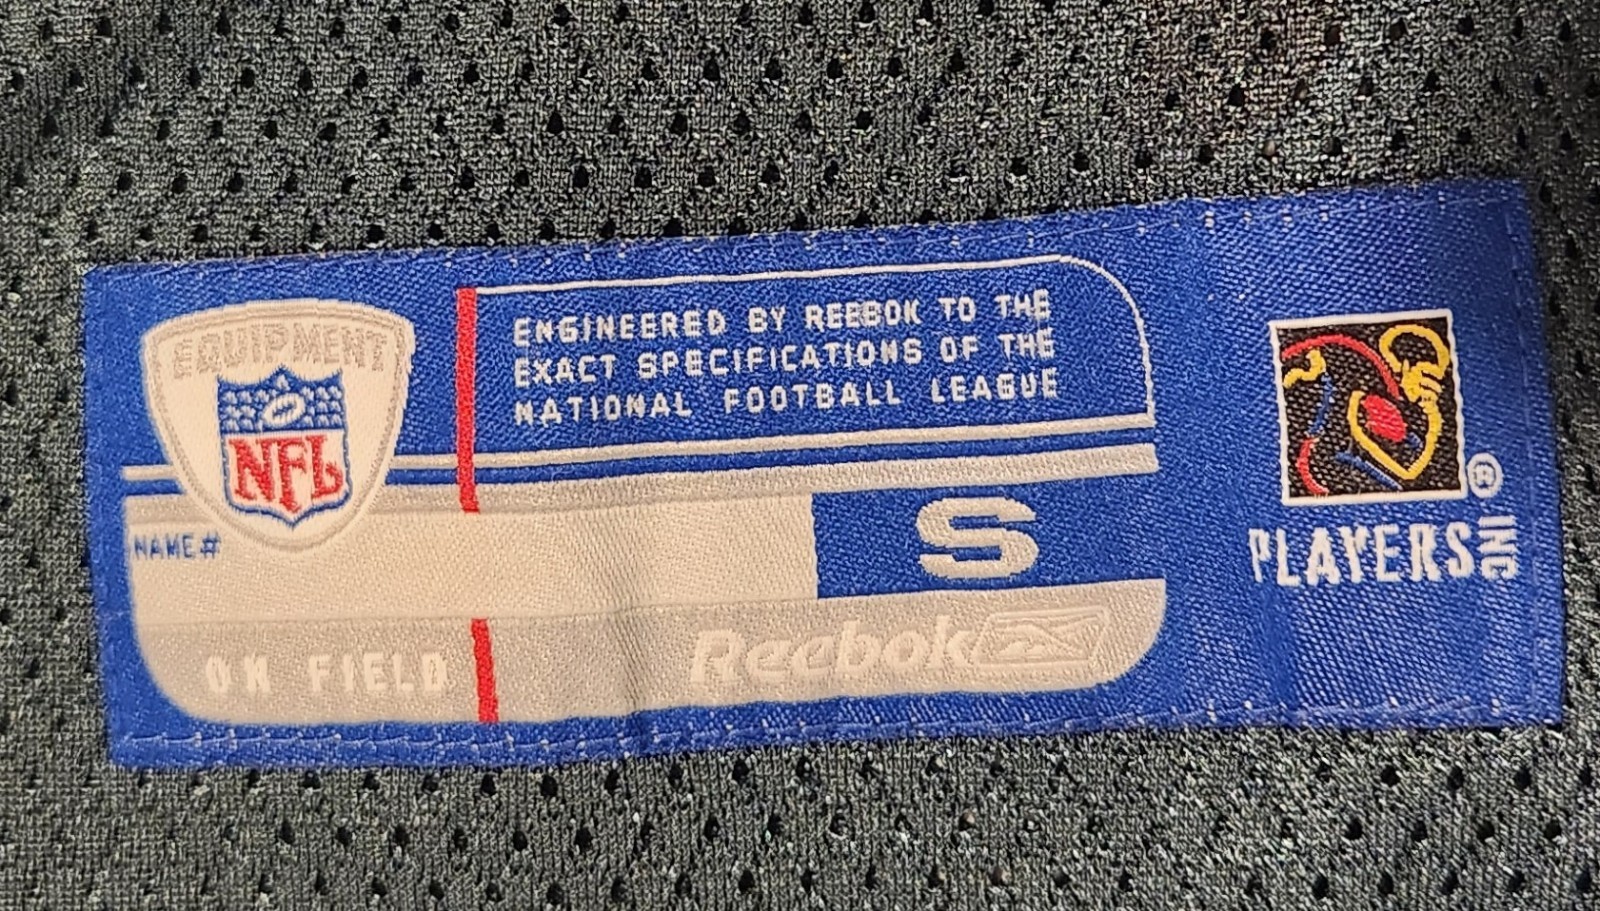 EQUIPMENT
NFL
ENGINEERED BY REEBOK TO THE
EXACT SPECIFICATIONS OF THE
NATIONAL FOOTBALL LEAGUE
NAME#
S
ON FIELD
Reebok
®
PLAYERS INC